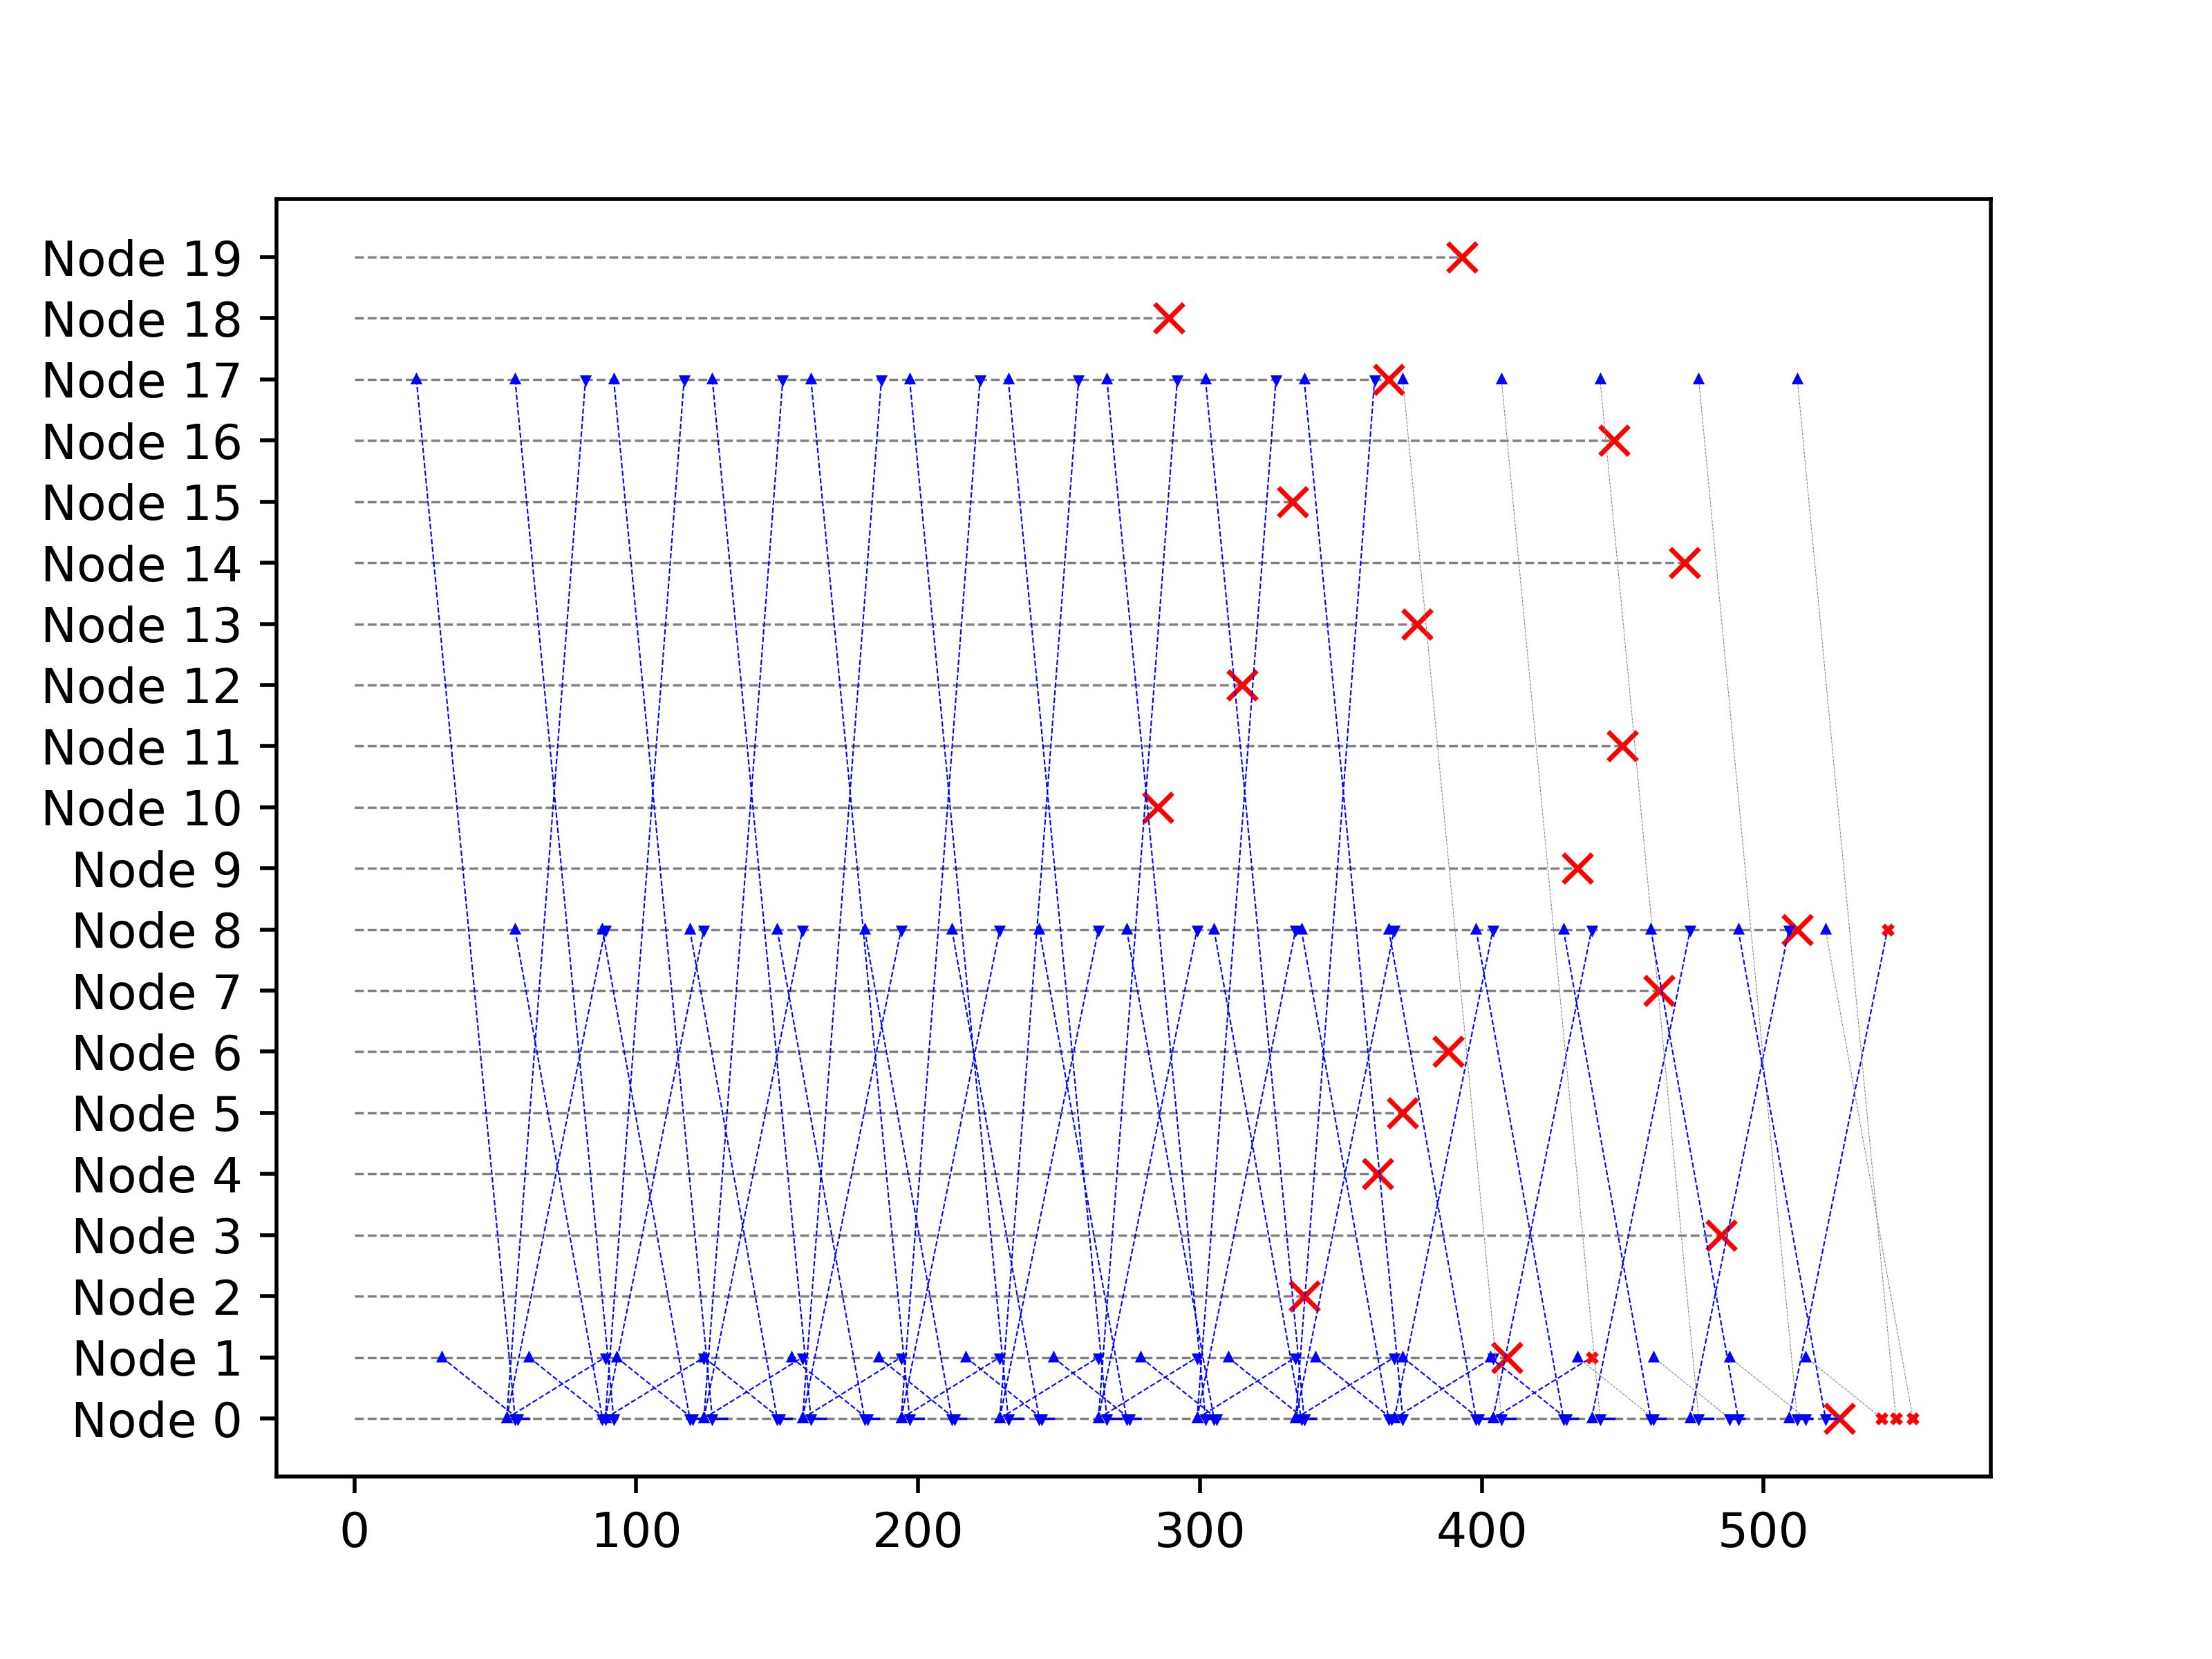 Node 19
Node 18
Node 17
Node 16
Node 15
Node 14
Node 13
Node 12
Node 11
Node 10
Node 9
Node 8
Node 7
Node 6
Node 5
Node 4
Node 3
Node 2
Node 1
Node 0
0 100 200 300 400 500